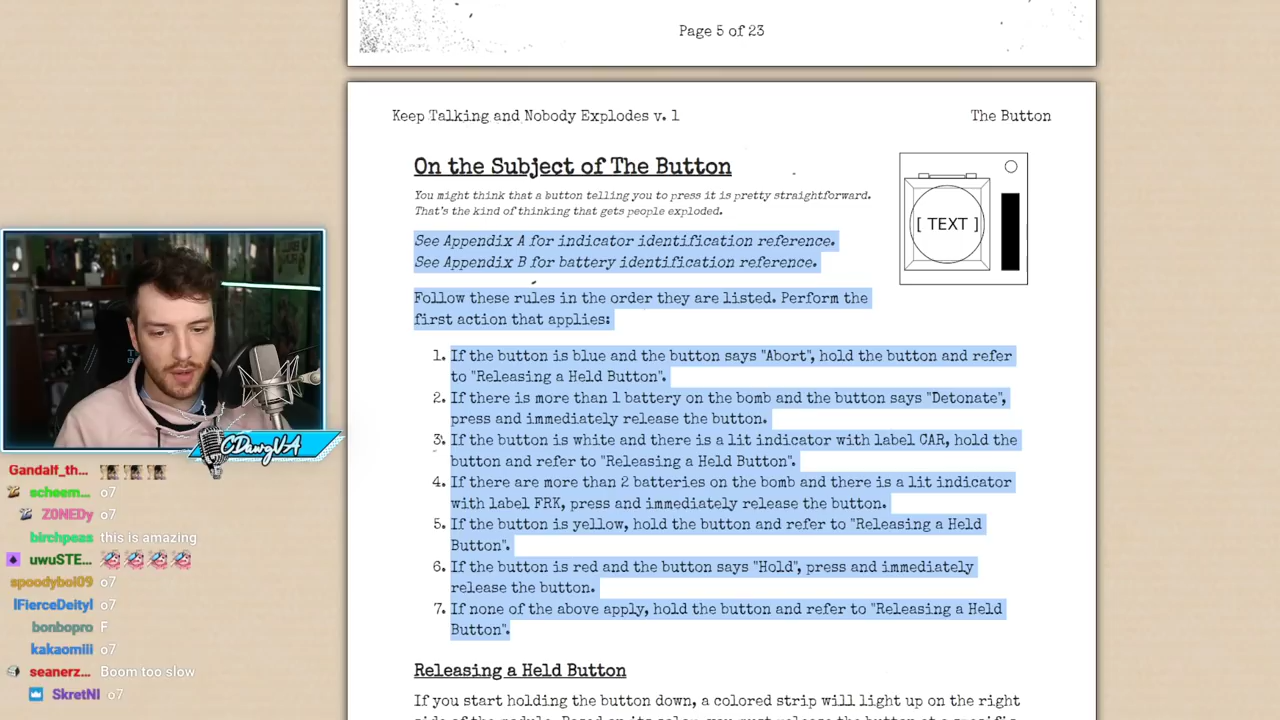 Page 5 of 23
Keep Talking and Nobody Explodes v. 1
The Button
On the Subject of The Button
You might think that a button telling you to press it is pretty straightforward.
That's the kind of thinking that gets people exploded.
[ TEXT ]
See Appendix A for indicator identification reference.
See Appendix B for battery identification reference.
Follow these rules in the order they are listed. Perform the
first action that applies:
1. If the button is blue and the button says "Abort", hold the button and refer
to "Releasing a Held Button".
2. If there is more than 1 battery on the bomb and the button says "Detonate",
press and immediately release the button.
3. If the button is white and there is a lit indicator with label CAR, hold the
button and refer to "Releasing a Held Button".
4. If there are more than 2 batteries on the bomb and there is a lit indicator
with label FRK, press and immediately release the button.
5. If the button is yellow, hold the button and refer to "Releasing a Held
Button".
6. If the button is red and the button says "Hold", press and immediately
release the button.
7. If none of the above apply, hold the button and refer to "Releasing a Held
Button".
Releasing a Held Button
If you start holding the button down, a colored strip will light up on the right
CDawgVA
Gandalf_th...
scheem... o7
Z0NEDy o7
birchpeas this is amazing
uwuSTE...
spoodyboi09 o7
lFierceDeityl o7
bonbopro F
kakaomiii o7
seanerz... Boom too slow
SkretNl o7